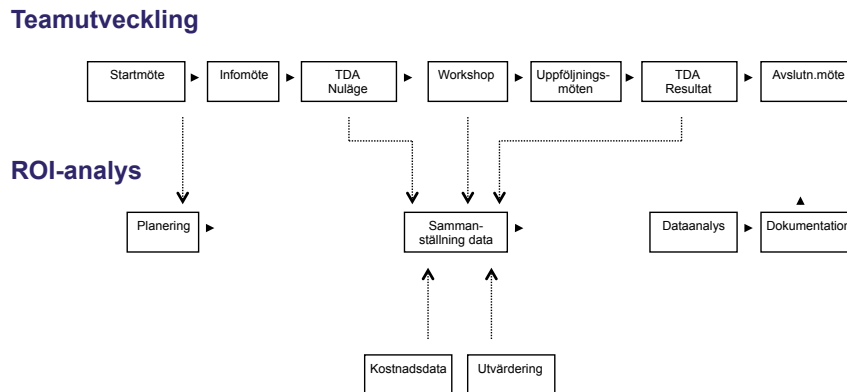 Teamutveckling
Startmöte
Infomöte
TDA
Nuläge
Workshop
Uppföljnings-
möten
TDA
Resultat
Avslutn.möte
ROI-analys
Planering
Samman-
ställning data
Dataanalys
Dokumentation
Kostnadsdata
Utvärdering